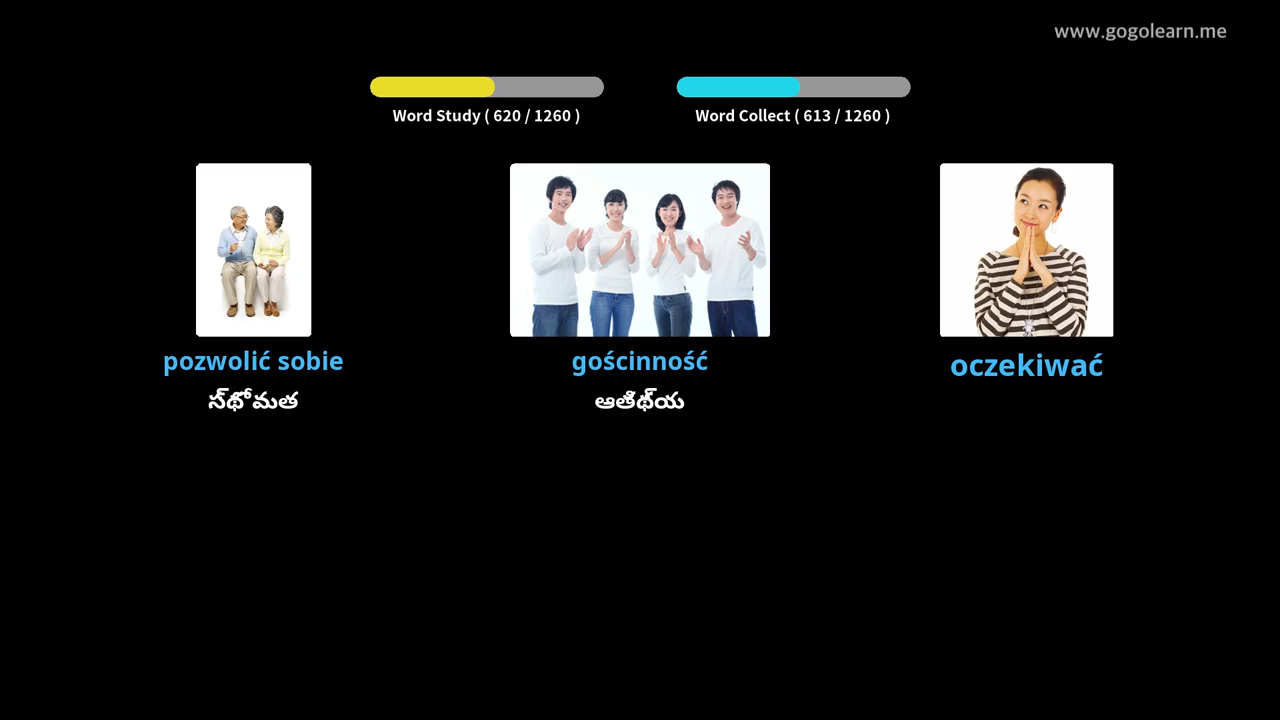 www.gogolearn.me
Word Study ( 620 / 1260 )
Word Collect ( 613 / 1260 )
pozwolić sobie
gościnność
oczekiwać
స్థోమత
ఆతిథ్య